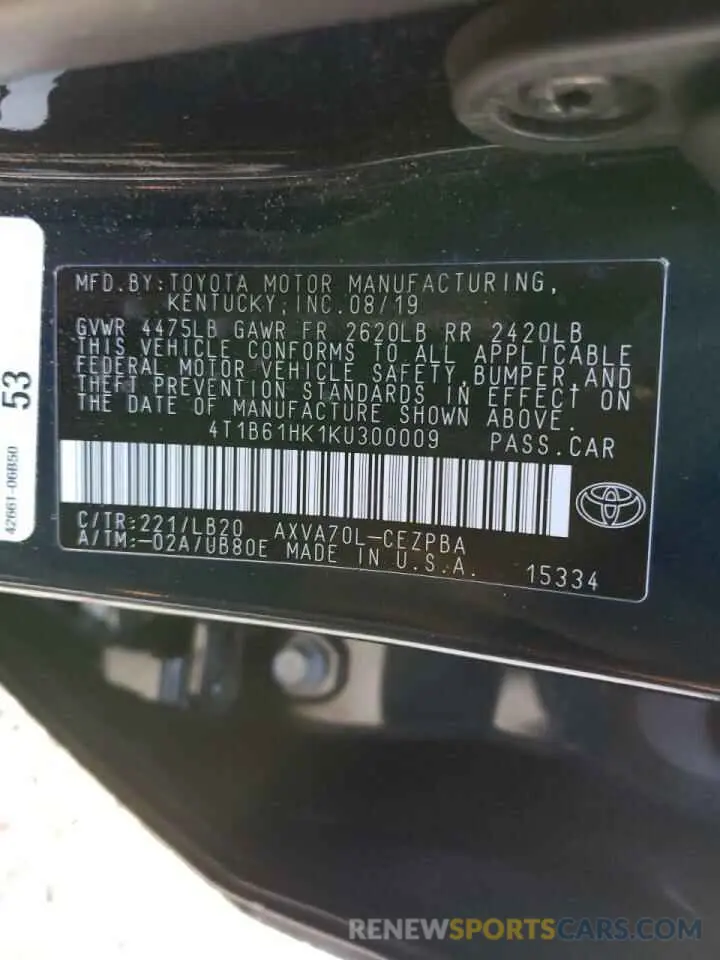 MFD.BY:TOYOTA MOTOR MANUFACTURING,
KENTUCKY,INC.08/19
GVWR 4475LB GAWR FR 2620LB RR 2420LB
THIS VEHICLE CONFORMS TO ALL APPLICABLE
FEDERAL MOTOR VEHICLE SAFETY,BUMPER,AND
THEFT PREVENTION STANDARDS IN EFFECT ON
THE DATE OF MANUFACTURE SHOWN ABOVE.
4T1B61HK1KU300009 PASS.CAR
C/TR:221/LB20 AXVA70L-CEZPBA
A/TM:-02A/UB80E MADE IN U.S.A. 15334
53
42661-06B50
RENEWSPORTSCARS.COM